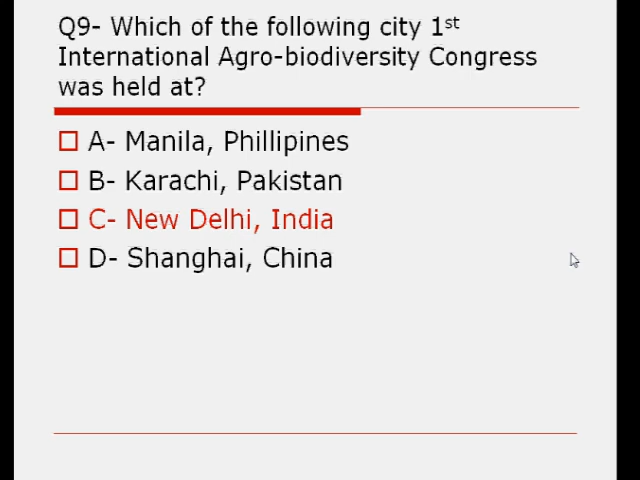 Q9- Which of the following city 1st
International Agro-biodiversity Congress
was held at?
A- Manila, Phillipines
B- Karachi, Pakistan
C- New Delhi, India
D- Shanghai, China